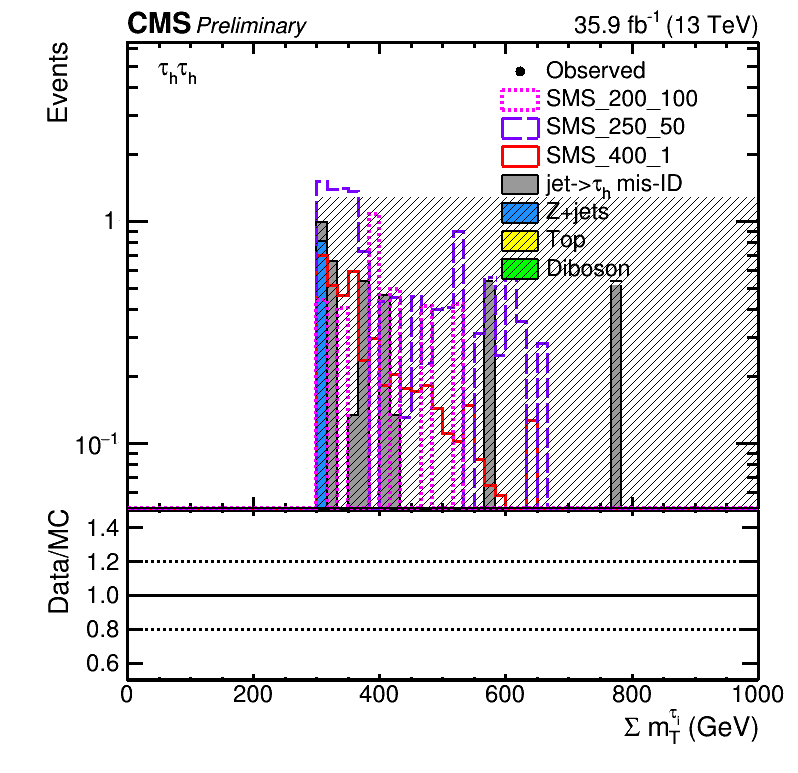 CMS Preliminary 35.9 fb⁻¹ (13 TeV)
Events
τhτh
Observed
SMS_200_100
SMS_250_50
SMS_400_1
jet->τh mis-ID
Z+jets
Top
Diboson
1
10⁻¹
Data/MC
1.4
1.2
1.0
0.8
0.6
0 200 400 600 800 1000
Σ m_T^{τ_i} (GeV)